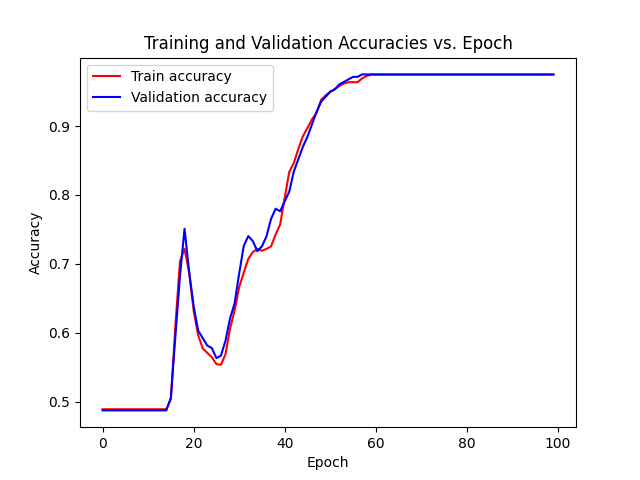 Training and Validation Accuracies vs. Epoch
Train accuracy
Validation accuracy
0.9
0.8
0.7
0.6
0.5
Accuracy
0 20 40 60 80 100
Epoch